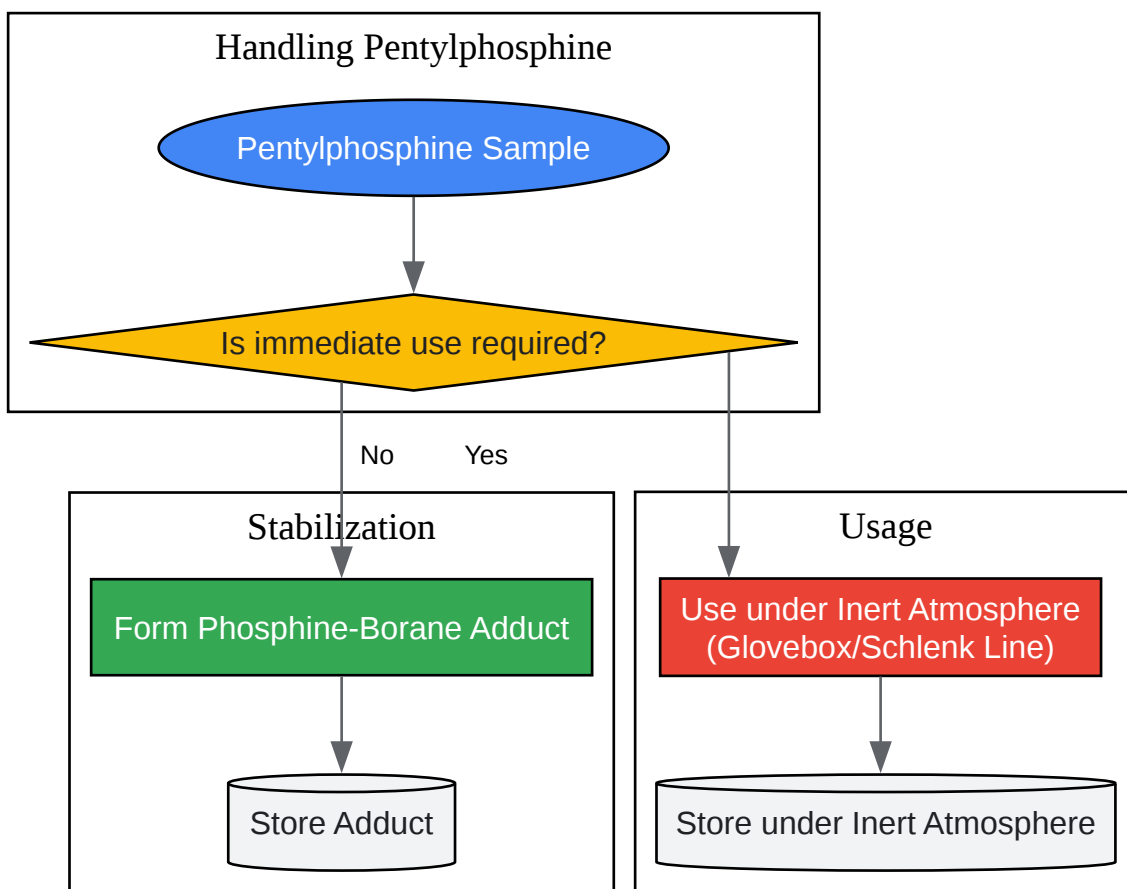 Handling Pentylphosphine
Pentylphosphine Sample
Is immediate use required?
No
Yes
Stabilization
Usage
Form Phosphine-Borane Adduct
Use under Inert Atmosphere
(Glovebox/Schlenk Line)
Store Adduct
Store under Inert Atmosphere